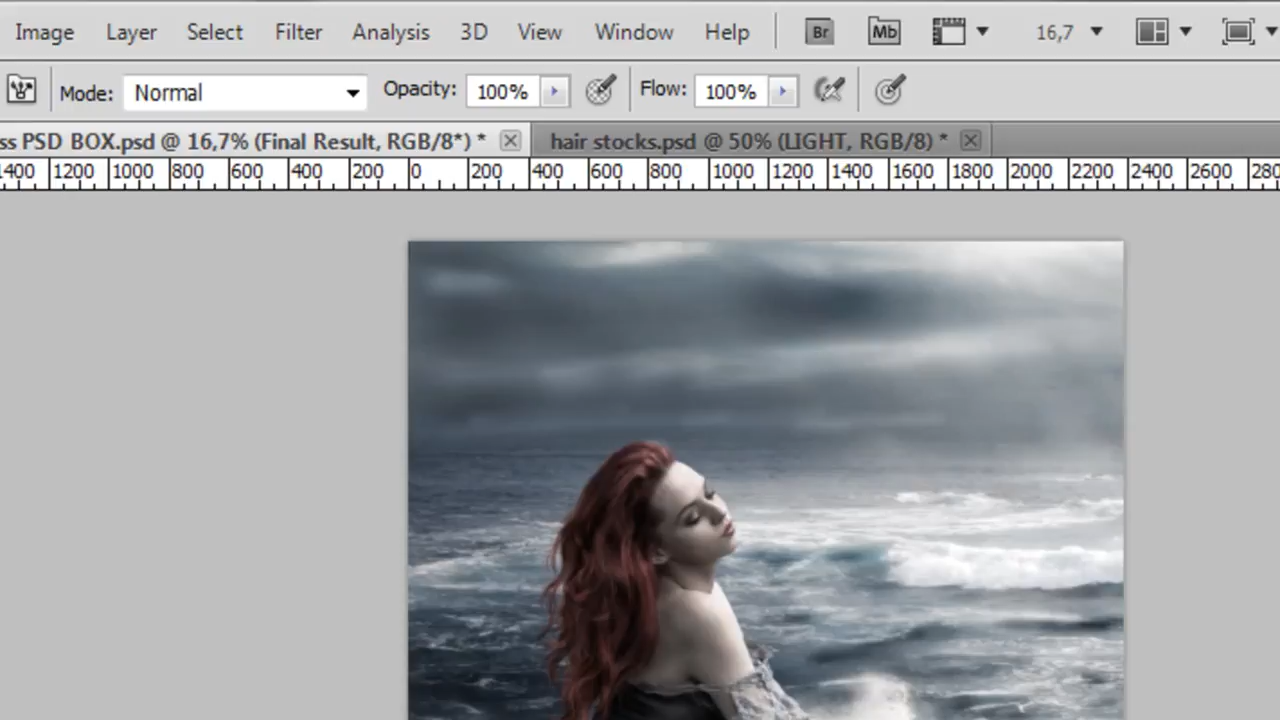 Image Layer Select Filter Analysis 3D View Window Help Br Mb 16,7
Mode: Normal Opacity: 100% Flow: 100%
ss PSD BOX.psd @ 16,7% (Final Result, RGB/8*) * hair stocks.psd @ 50% (LIGHT, RGB/8) *
1400 1200 1000 800 600 400 200 0 200 400 600 800 1000 1200 1400 1600 1800 2000 2200 2400 2600 280